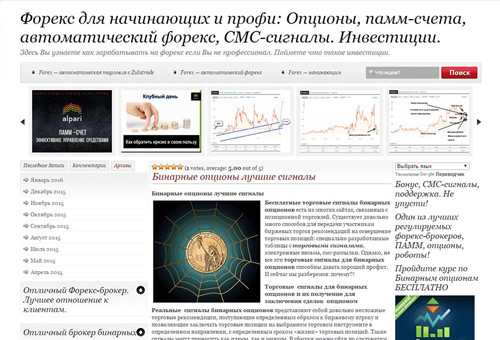 Форекс для начинающих и профи: Опционы, памм-счета,
автоматический форекс, СМС-сигналы. Инвестиции.
Здесь Вы узнаете как зарабатывать на форекс если Вы не профессионал. Поймете что такое инвестиции.
Forex — автоматическая торговля с Zulutrade
Forex — автоматический форекс
Forex — начинающим
Что ищем?
Поиск
alpari
ПАММ–СЧЕТ
ЭФФЕКТИВНОЕ УПРАВЛЕНИЕ СРЕДСТВАМИ
Клубный день
Как обратить кризис в свою пользу
Последние Записи
Комментарии
Архивы
Январь 2016
Декабрь 2015
Ноябрь 2015
Октябрь 2015
Сентябрь 2015
Август 2015
Июль 2015
Май 2015
Апрель 2015
Отличный Форекс-брокер.
Лучшее отношение к
клиентам.
Отличный брокер бинарных
(1 votes, average: 5,00 out of 5)
Бинарные опционы лучшие сигналы
Бинарные опционы лучшие сигналы
Бесплатные торговые сигналы бинарных
опционов есть на многих сайтах, связанных с
позиционной торговлей. Существует довольно
много способов для передачи участникам
биржевых торгов рекомендаций на совершение
торговых позиций: специально разработанные
таблицы с торговыми сигналами,
электронные письма, смс-рассылки. Однако, не
все эти торговые сигналы для бинарных
опционов способны давать хороший профит.
И сейчас мы разберемся: почему?!
Торговые сигналы для бинарных
опционов и их получение для
заключения сделок опционов
Реальные сигналы бинарных опционов представляют собой довольно несложные
торговые рекомендации, поступающие определенным образом к биржевому игроку и
позволяющие заключать торговые позиции на выбранном торговом инструменте в
определенном направлении, с определенным сроком «жизни» торговых позиций. Такие
Выбрать язык
Технологии Google Переводчик
Бонус, СМС-сигналы,
поддержка. Не
упусти!
Один из лучших
регулируемых
форекс-брокеров,
ПАММ, опционы,
роботы!
Пройдите курс по
Бинарным опционам
БЕСПЛАТНО